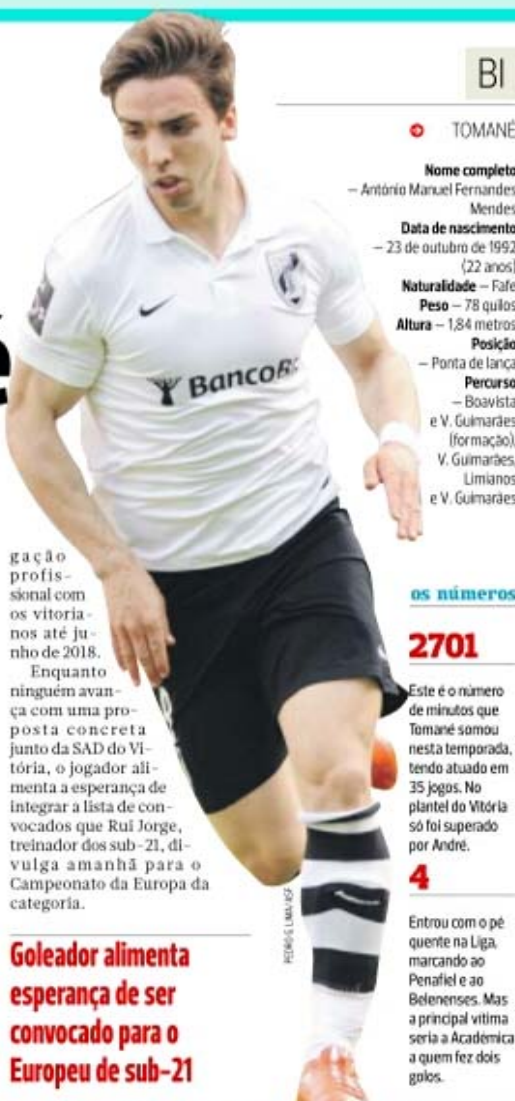 BI
TOMANÉ
Nome completo
– António Manuel Fernandes
Mendes
Data de nascimento
– 23 de outubro de 1992
(22 anos)
Naturalidade – Fafe
Peso – 78 quilos
Altura – 1,84 metros
Posição
– Ponta de lança
Percurso
– Boavista
e V. Guimarães
(formação),
V. Guimarães,
Limianos
e V. Guimarães
é
BancoB
gação
profis-
sional com
os vitoria-
nos até ju-
nho de 2018.
Enquanto
ninguém avan-
ça com uma pro-
posta concreta
junto da SAD do Vi-
tória, o jogador ali-
menta a esperança de
integrar a lista de con-
vocados que Rui Jorge,
treinador dos sub-21, di-
vulga amanhã para o
Campeonato da Europa da
categoria.
Goleador alimenta
esperança de ser
convocado para o
Europeu de sub-21
PEDRO G. LIMA/ASF
os números
2701
Este é o número
de minutos que
Tomané somou
nesta temporada,
tendo atuado em
35 jogos. No
plantel do Vitória
só foi superado
por André.
4
Entrou com o pé
quente na Liga,
marcando ao
Penafiel e ao
Belenenses. Mas
a principal vítima
seria a Académica
a quem fez dois
golos.